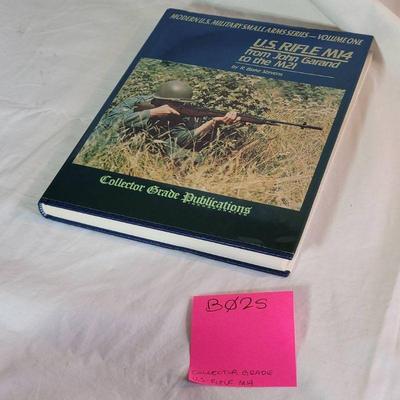 MODERN U.S. MILITARY SMALL ARMS SERIES — VOLUME ONE
U.S. RIFLE M14
from John Garand
to the M21
by R. Blake Stevens
Collector Grade Publications
BØ25
COLLECTOR GRADE
U.S. RIFLE M14